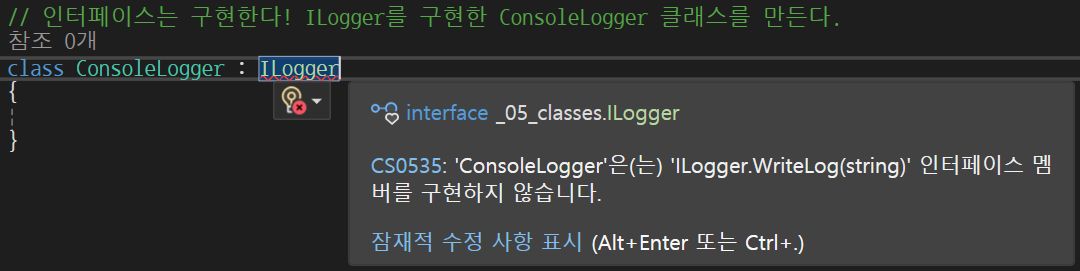 // 인터페이스는 구현한다! ILogger를 구현한 ConsoleLogger 클래스를 만든다.
참조 0개
class ConsoleLogger : ILogger
{
}
interface _05_classes.ILogger
CS0535: 'ConsoleLogger'은(는) 'ILogger.WriteLog(string)' 인터페이스 멤
버를 구현하지 않습니다.
잠재적 수정 사항 표시 (Alt+Enter 또는 Ctrl+.)